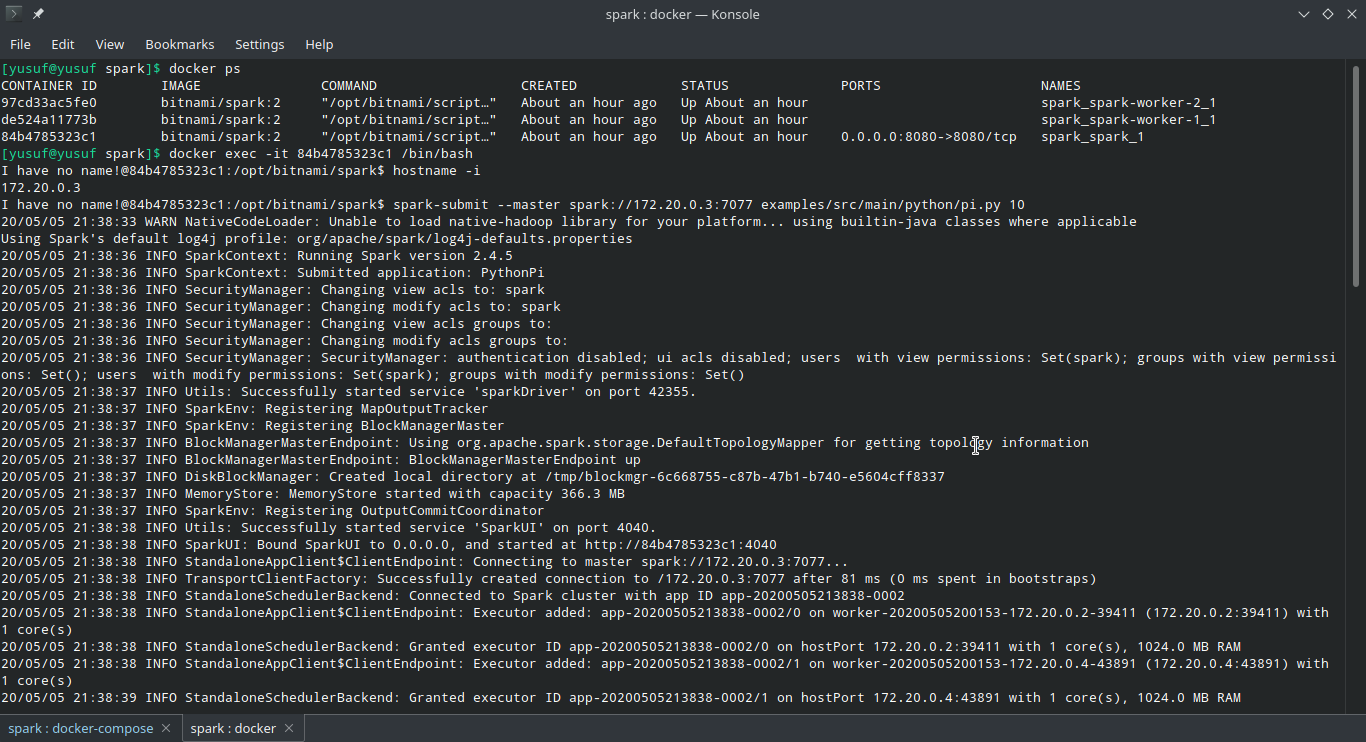 spark : docker — Konsole
File Edit View Bookmarks Settings Help
[yusuf@yusuf spark]$ docker ps
CONTAINER ID        IMAGE               COMMAND                  CREATED             STATUS              PORTS                    NAMES
97cd33ac5fe0        bitnami/spark:2     "/opt/bitnami/script…"   About an hour ago   Up About an hour                             spark_spark-worker-2_1
de524a11773b        bitnami/spark:2     "/opt/bitnami/script…"   About an hour ago   Up About an hour                             spark_spark-worker-1_1
84b4785323c1        bitnami/spark:2     "/opt/bitnami/script…"   About an hour ago   Up About an hour    0.0.0.0:8080->8080/tcp   spark_spark_1
[yusuf@yusuf spark]$ docker exec -it 84b4785323c1 /bin/bash
I have no name!@84b4785323c1:/opt/bitnami/spark$ hostname -i
172.20.0.3
I have no name!@84b4785323c1:/opt/bitnami/spark$ spark-submit --master spark://172.20.0.3:7077 examples/src/main/python/pi.py 10
20/05/05 21:38:33 WARN NativeCodeLoader: Unable to load native-hadoop library for your platform... using builtin-java classes where applicable
Using Spark's default log4j profile: org/apache/spark/log4j-defaults.properties
20/05/05 21:38:36 INFO SparkContext: Running Spark version 2.4.5
20/05/05 21:38:36 INFO SparkContext: Submitted application: PythonPi
20/05/05 21:38:36 INFO SecurityManager: Changing view acls to: spark
20/05/05 21:38:36 INFO SecurityManager: Changing modify acls to: spark
20/05/05 21:38:36 INFO SecurityManager: Changing view acls groups to:
20/05/05 21:38:36 INFO SecurityManager: Changing modify acls groups to:
20/05/05 21:38:36 INFO SecurityManager: SecurityManager: authentication disabled; ui acls disabled; users  with view permissions: Set(spark); groups with view permissi
ons: Set(); users  with modify permissions: Set(spark); groups with modify permissions: Set()
20/05/05 21:38:37 INFO Utils: Successfully started service 'sparkDriver' on port 42355.
20/05/05 21:38:37 INFO SparkEnv: Registering MapOutputTracker
20/05/05 21:38:37 INFO SparkEnv: Registering BlockManagerMaster
20/05/05 21:38:37 INFO BlockManagerMasterEndpoint: Using org.apache.spark.storage.DefaultTopologyMapper for getting topology information
20/05/05 21:38:37 INFO BlockManagerMasterEndpoint: BlockManagerMasterEndpoint up
20/05/05 21:38:37 INFO DiskBlockManager: Created local directory at /tmp/blockmgr-6c668755-c87b-47b1-b740-e5604cff8337
20/05/05 21:38:37 INFO MemoryStore: MemoryStore started with capacity 366.3 MB
20/05/05 21:38:37 INFO SparkEnv: Registering OutputCommitCoordinator
20/05/05 21:38:38 INFO Utils: Successfully started service 'SparkUI' on port 4040.
20/05/05 21:38:38 INFO SparkUI: Bound SparkUI to 0.0.0.0, and started at http://84b4785323c1:4040
20/05/05 21:38:38 INFO StandaloneAppClient$ClientEndpoint: Connecting to master spark://172.20.0.3:7077...
20/05/05 21:38:38 INFO TransportClientFactory: Successfully created connection to /172.20.0.3:7077 after 81 ms (0 ms spent in bootstraps)
20/05/05 21:38:38 INFO StandaloneSchedulerBackend: Connected to Spark cluster with app ID app-20200505213838-0002
20/05/05 21:38:38 INFO StandaloneAppClient$ClientEndpoint: Executor added: app-20200505213838-0002/0 on worker-20200505200153-172.20.0.2-39411 (172.20.0.2:39411) with
1 core(s)
20/05/05 21:38:38 INFO StandaloneSchedulerBackend: Granted executor ID app-20200505213838-0002/0 on hostPort 172.20.0.2:39411 with 1 core(s), 1024.0 MB RAM
20/05/05 21:38:38 INFO StandaloneAppClient$ClientEndpoint: Executor added: app-20200505213838-0002/1 on worker-20200505200153-172.20.0.4-43891 (172.20.0.4:43891) with
1 core(s)
20/05/05 21:38:39 INFO StandaloneSchedulerBackend: Granted executor ID app-20200505213838-0002/1 on hostPort 172.20.0.4:43891 with 1 core(s), 1024.0 MB RAM
spark : docker-compose spark : docker